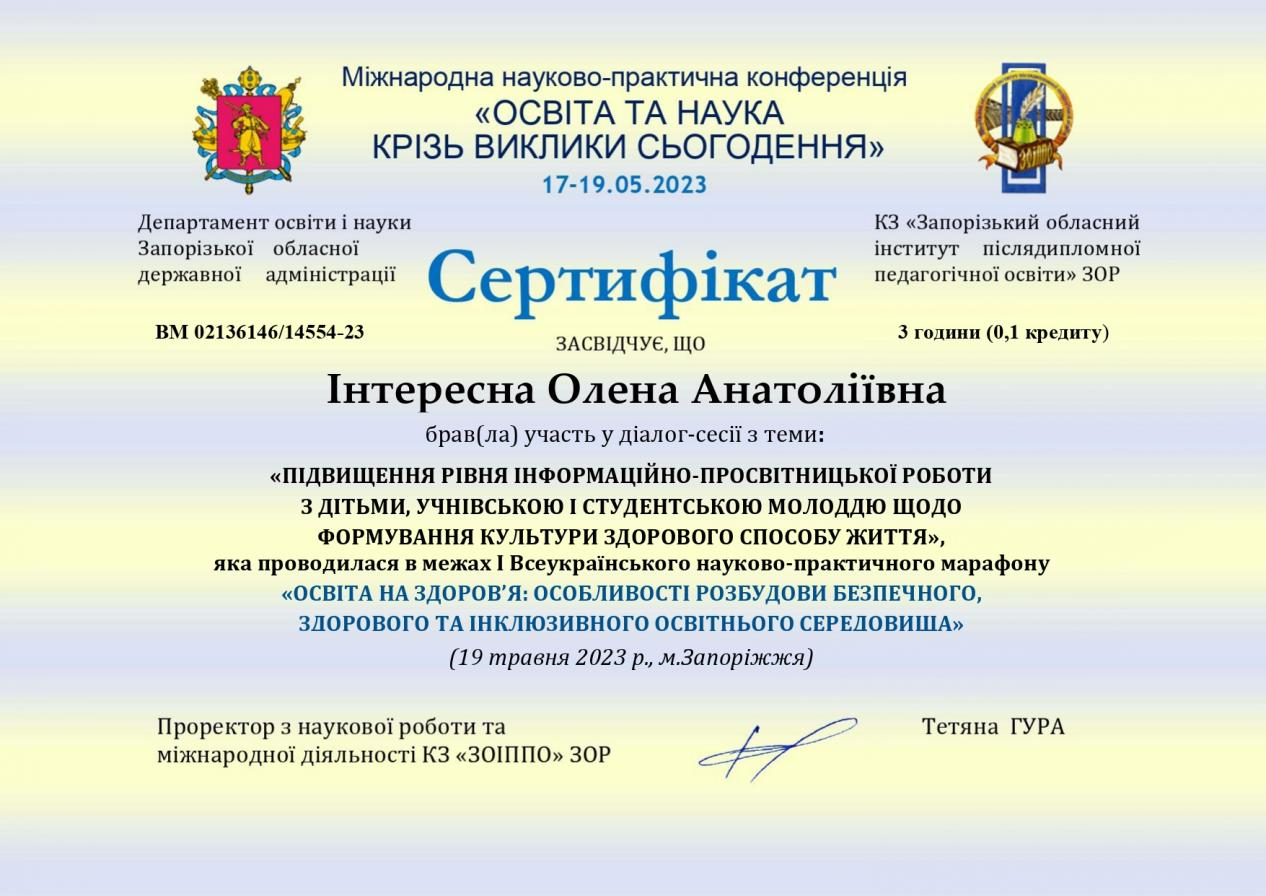 Міжнародна науково-практична конференція
«ОСВІТА ТА НАУКА
КРІЗЬ ВИКЛИКИ СЬОГОДЕННЯ»
17-19.05.2023
ЗОІППО
Департамент освіти і науки
Запорізької обласної
державної адміністрації
КЗ «Запорізький обласний
інститут післядипломної
педагогічної освіти» ЗОР
Сертифікат
ВМ 02136146/14554-23
3 години (0,1 кредиту)
ЗАСВІДЧУЄ, ЩО
Інтересна Олена Анатоліївна
брав(ла) участь у діалог-сесії з теми:
«ПІДВИЩЕННЯ РІВНЯ ІНФОРМАЦІЙНО-ПРОСВІТНИЦЬКОЇ РОБОТИ
З ДІТЬМИ, УЧНІВСЬКОЮ І СТУДЕНТСЬКОЮ МОЛОДДЮ ЩОДО
ФОРМУВАННЯ КУЛЬТУРИ ЗДОРОВОГО СПОСОБУ ЖИТТЯ»,
яка проводилася в межах І Всеукраїнського науково-практичного марафону
«ОСВІТА НА ЗДОРОВ’Я: ОСОБЛИВОСТІ РОЗБУДОВИ БЕЗПЕЧНОГО,
ЗДОРОВОГО ТА ІНКЛЮЗИВНОГО ОСВІТНЬОГО СЕРЕДОВИЩА»
(19 травня 2023 р., м.Запоріжжя)
Проректор з наукової роботи та
міжнародної діяльності КЗ «ЗОІППО» ЗОР
Тетяна ГУРА